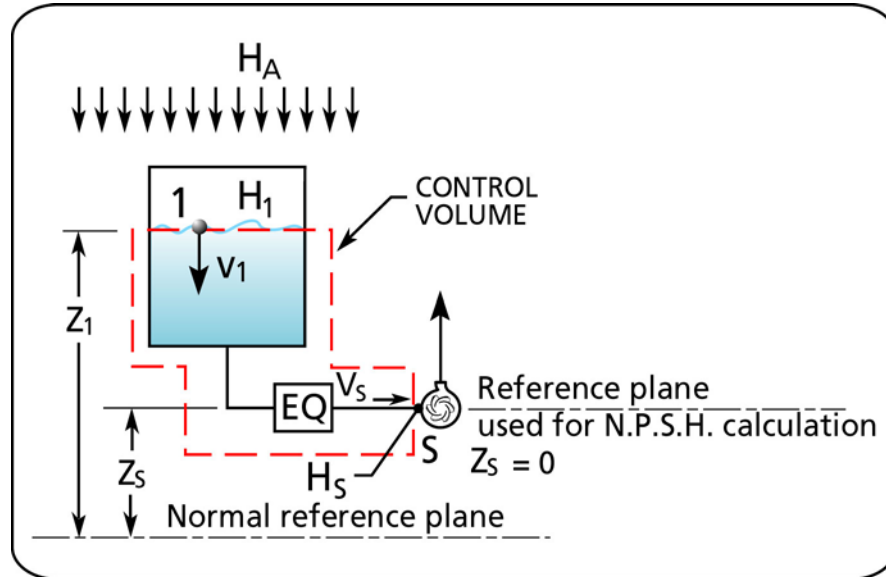 HA
1 H1
CONTROL
VOLUME
v1
Z1
VS
EQ
Reference plane
used for N.P.S.H. calculation
S
ZS = 0
ZS
HS
Normal reference plane